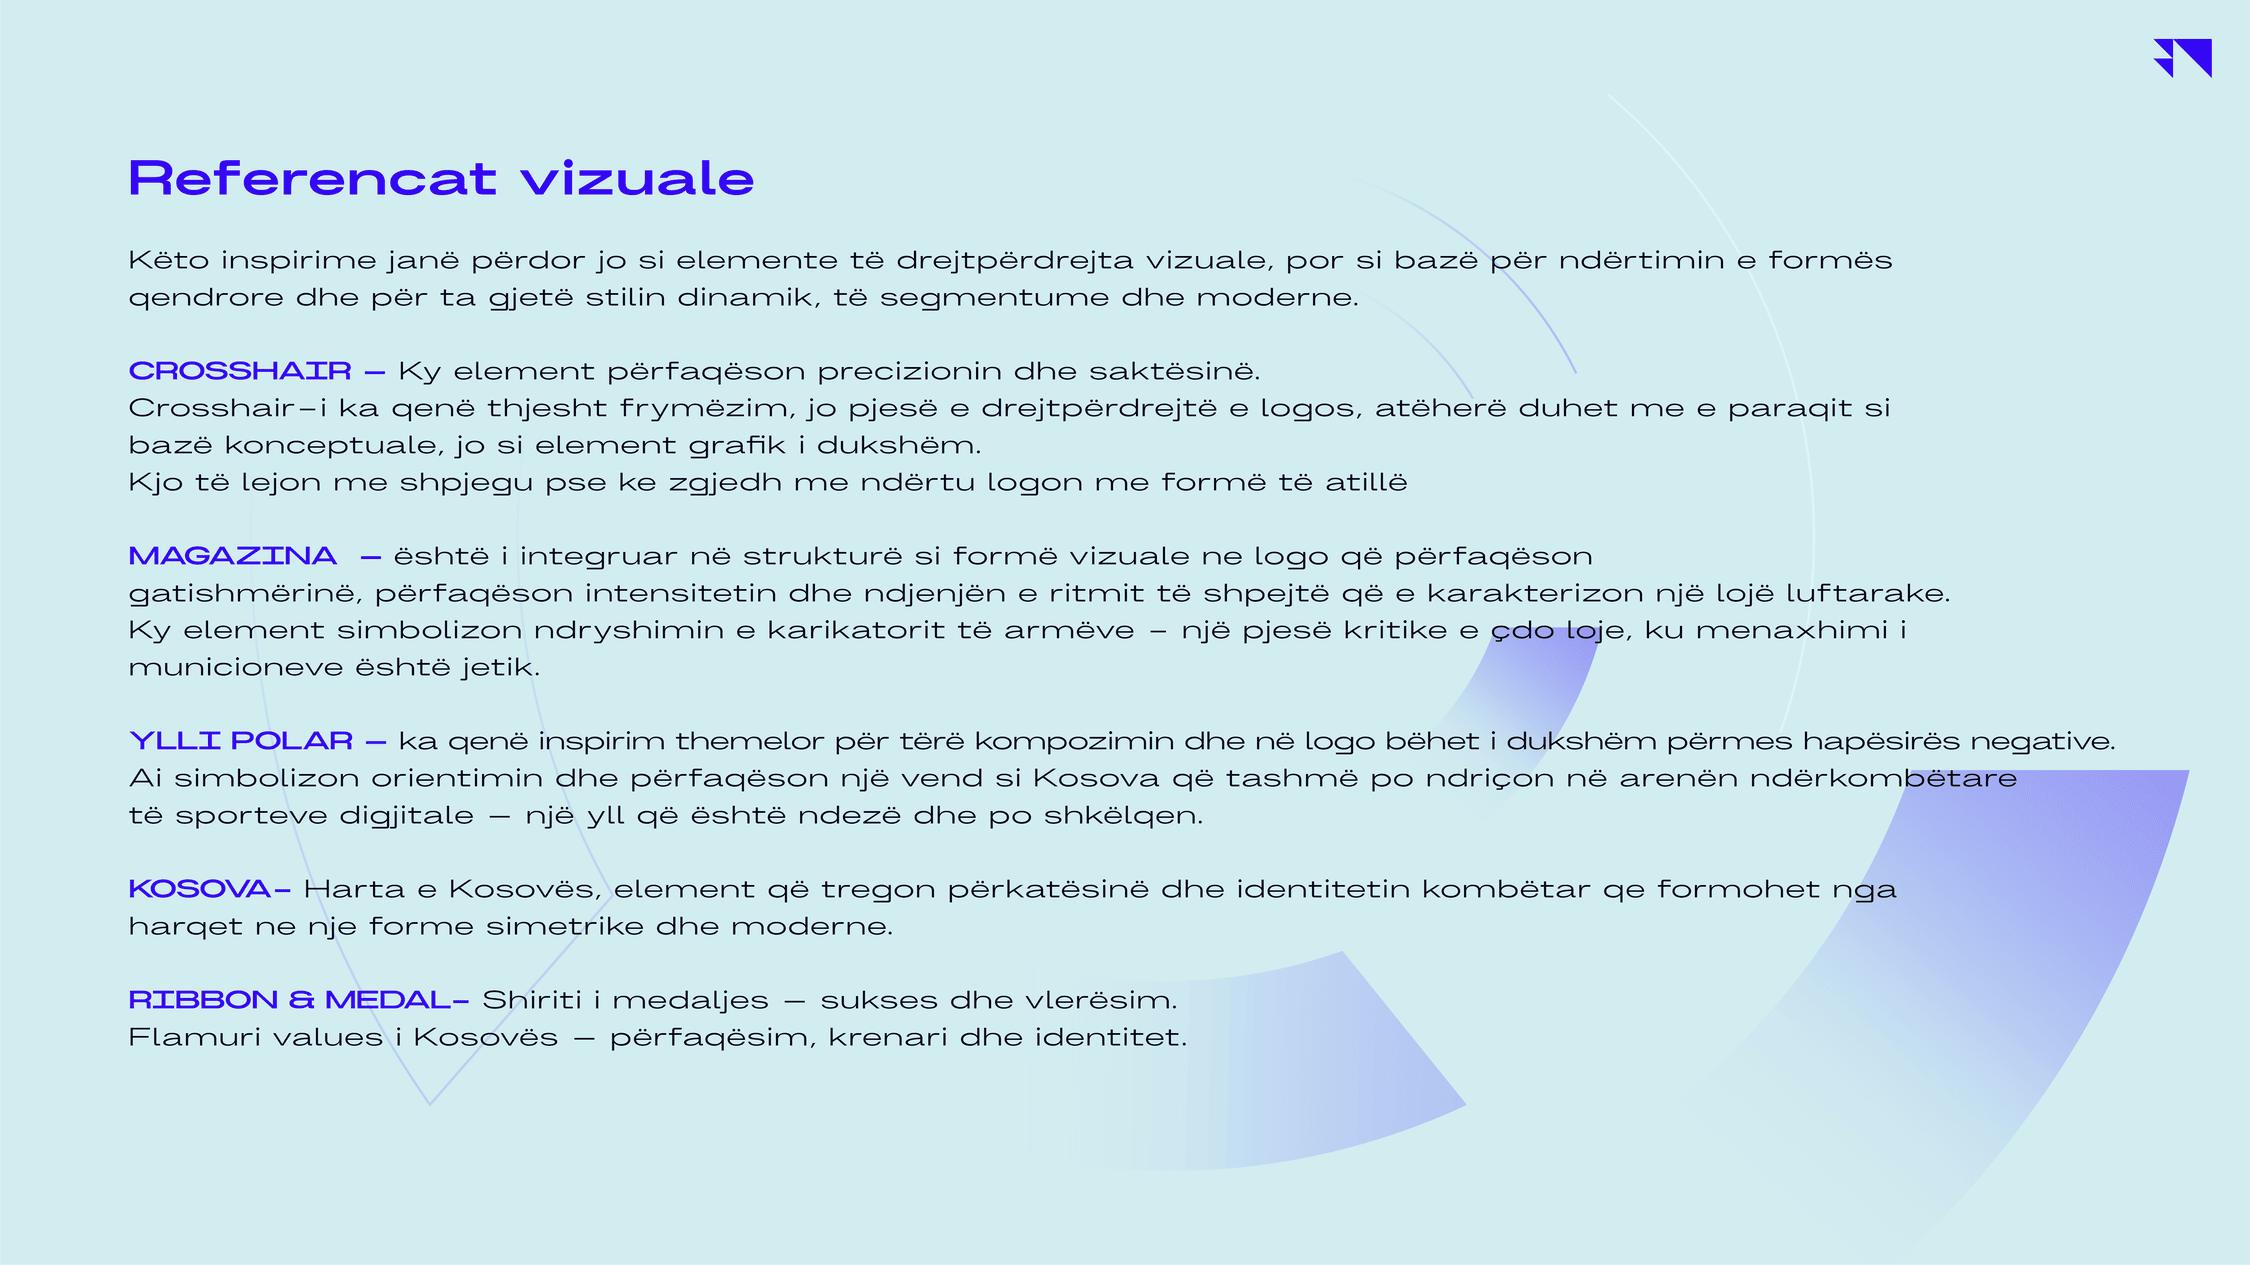 Referencat vizuale
Këto inspirime janë përdor jo si elemente të drejtpërdrejta vizuale, por si bazë për ndërtimin e formës
qendrore dhe për ta gjetë stilin dinamik, të segmentume dhe moderne.
CROSSHAIR – Ky element përfaqëson precizionin dhe saktësinë.
Crosshair-i ka qenë thjesht frymëzim, jo pjesë e drejtpërdrejtë e logos, atëherë duhet me e paraqit si
bazë konceptuale, jo si element grafik i dukshëm.
Kjo të lejon me shpjegu pse ke zgjedh me ndërtu logon me formë të atillë
MAGAZINA – është i integruar në strukturë si formë vizuale ne logo që përfaqëson
gatishmërinë, përfaqëson intensitetin dhe ndjenjën e ritmit të shpejtë që e karakterizon një lojë luftarake.
Ky element simbolizon ndryshimin e karikatorit të armëve – një pjesë kritike e çdo loje, ku menaxhimi i
municioneve është jetik.
YLLI POLAR – ka qenë inspirim themelor për tërë kompozimin dhe në logo bëhet i dukshëm përmes hapësirës negative.
Ai simbolizon orientimin dhe përfaqëson një vend si Kosova që tashmë po ndriçon në arenën ndërkombëtare
të sporteve digjitale – një yll që është ndezë dhe po shkëlqen.
KOSOVA- Harta e Kosovës, element që tregon përkatësinë dhe identitetin kombëtar qe formohet nga
harqet ne nje forme simetrike dhe moderne.
RIBBON & MEDAL- Shiriti i medaljes – sukses dhe vlerësim.
Flamuri values i Kosovës – përfaqësim, krenari dhe identitet.